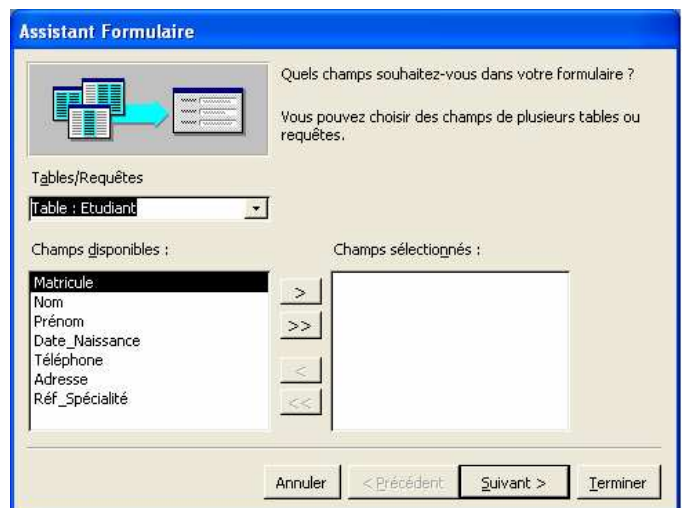 Assistant Formulaire
Quels champs souhaitez-vous dans votre formulaire ?
Vous pouvez choisir des champs de plusieurs tables ou
requêtes.
Tables/Requêtes
Table : Etudiant
Champs disponibles :
Champs sélectionnés :
Matricule
Nom
Prénom
Date_Naissance
Téléphone
Adresse
Réf_Spécialité
>
>>
<
<<
Annuler
< Précédent
Suivant >
Terminer